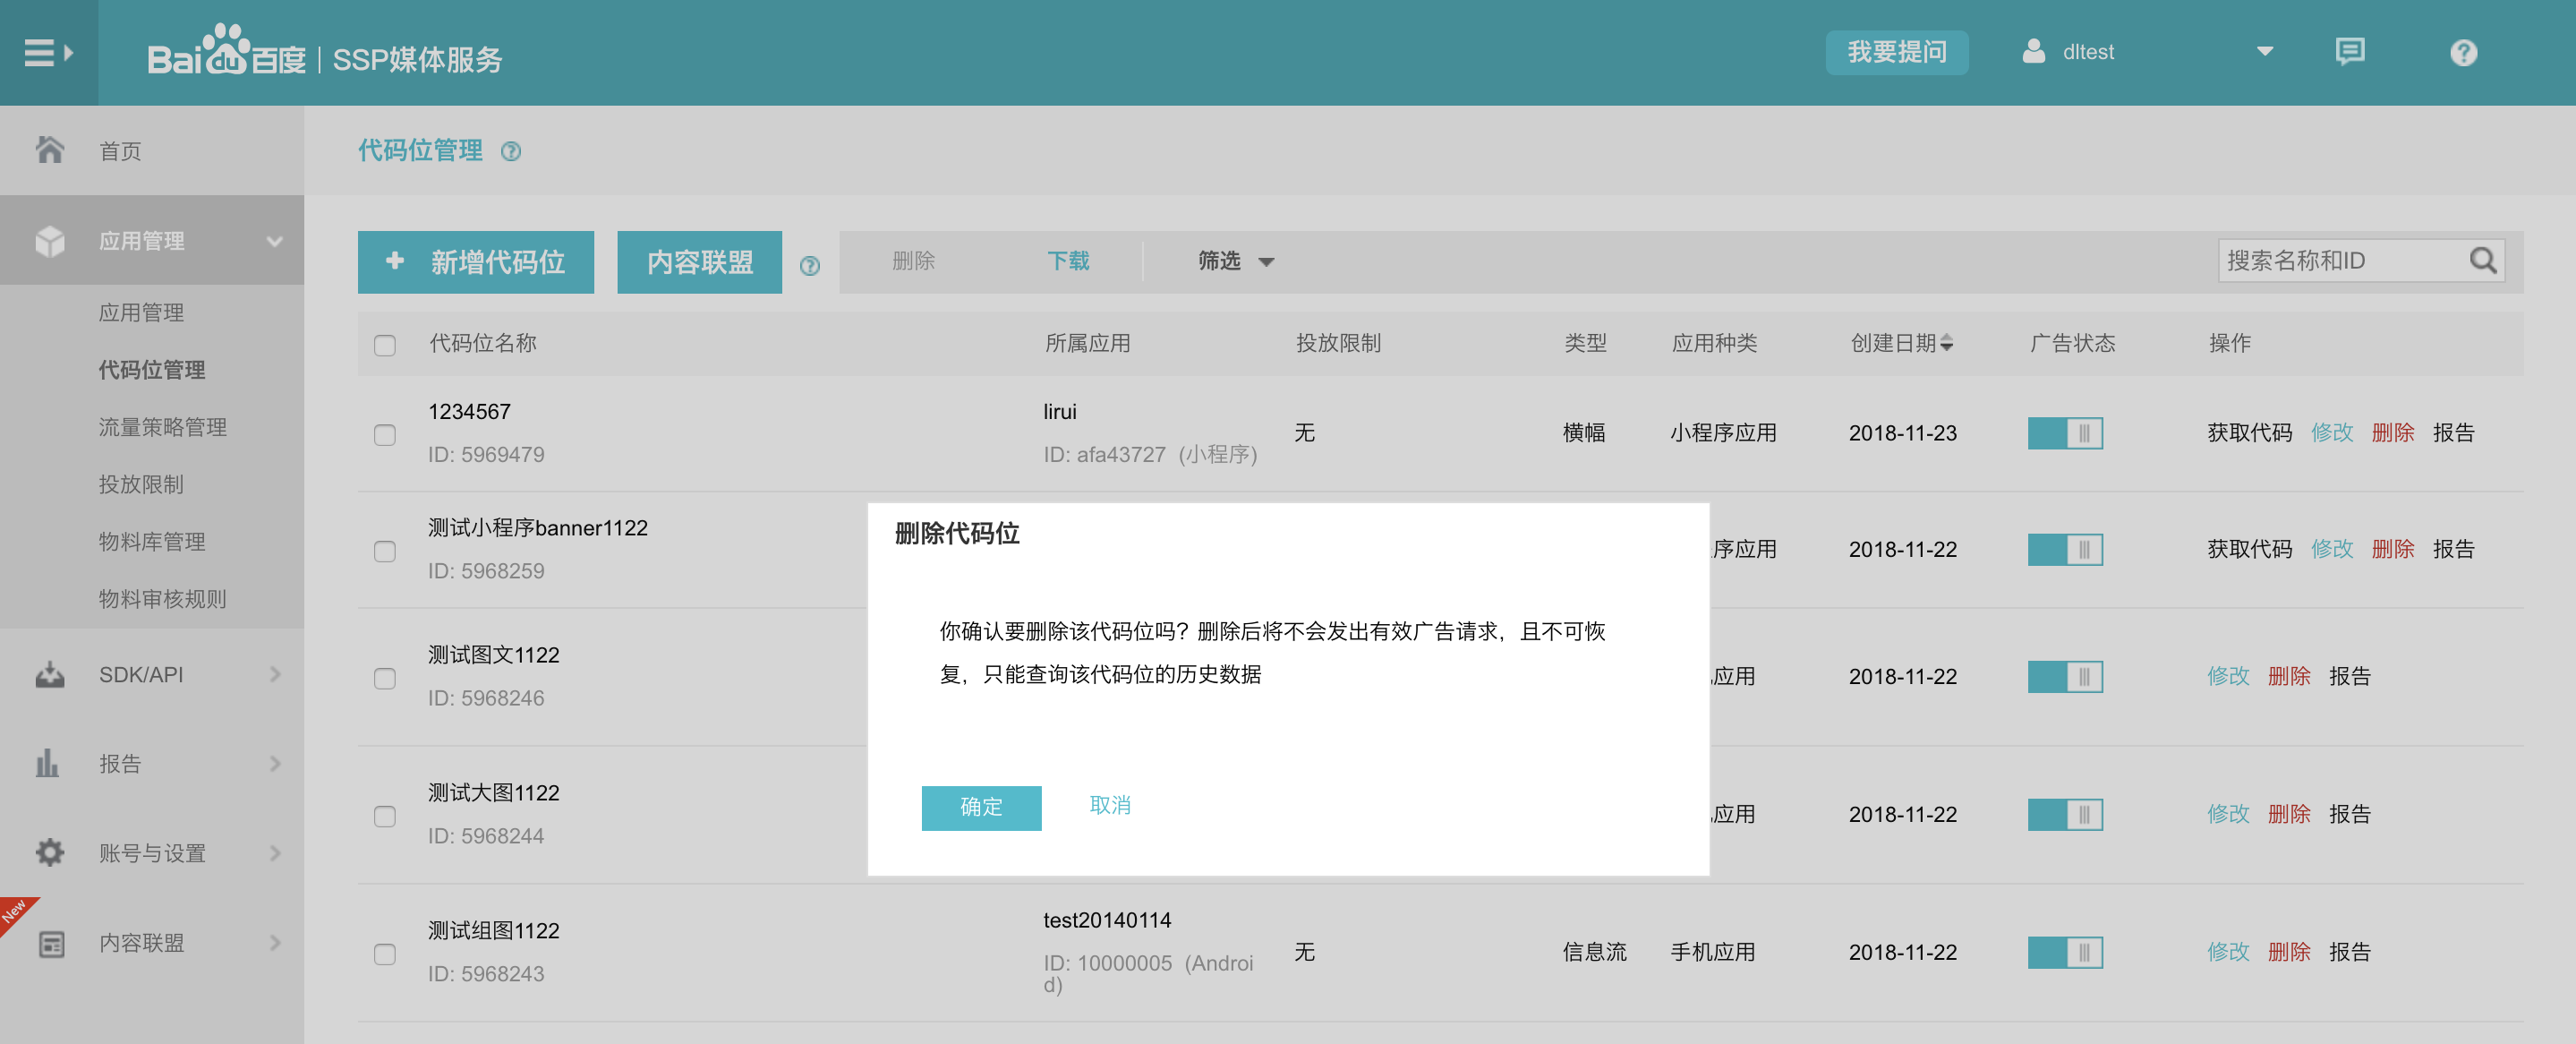 Bai du 百度 | SSP媒体服务
我要提问
dltest
首页
应用管理
应用管理
代码位管理
流量策略管理
投放限制
物料库管理
物料审核规则
SDK/API
报告
账号与设置
New
内容联盟
代码位管理
+ 新增代码位
内容联盟
删除
下载
筛选
搜索名称和ID
代码位名称 所属应用 投放限制 类型 应用种类 创建日期 广告状态 操作
1234567 lirui
无 横幅 小程序应用 2018-11-23 获取代码 修改 删除 报告
ID: 5969479 ID: afa43727 (小程序)
测试小程序banner1122
序应用 2018-11-22 获取代码 修改 删除 报告
ID: 5968259
测试图文1122
应用 2018-11-22 修改 删除 报告
ID: 5968246
测试大图1122
应用 2018-11-22 修改 删除 报告
ID: 5968244
测试组图1122 test20140114
无 信息流 手机应用 2018-11-22 修改 删除 报告
ID: 5968243 ID: 10000005 (Androi
d)
删除代码位
你确认要删除该代码位吗？删除后将不会发出有效广告请求，且不可恢
复，只能查询该代码位的历史数据
确定
取消